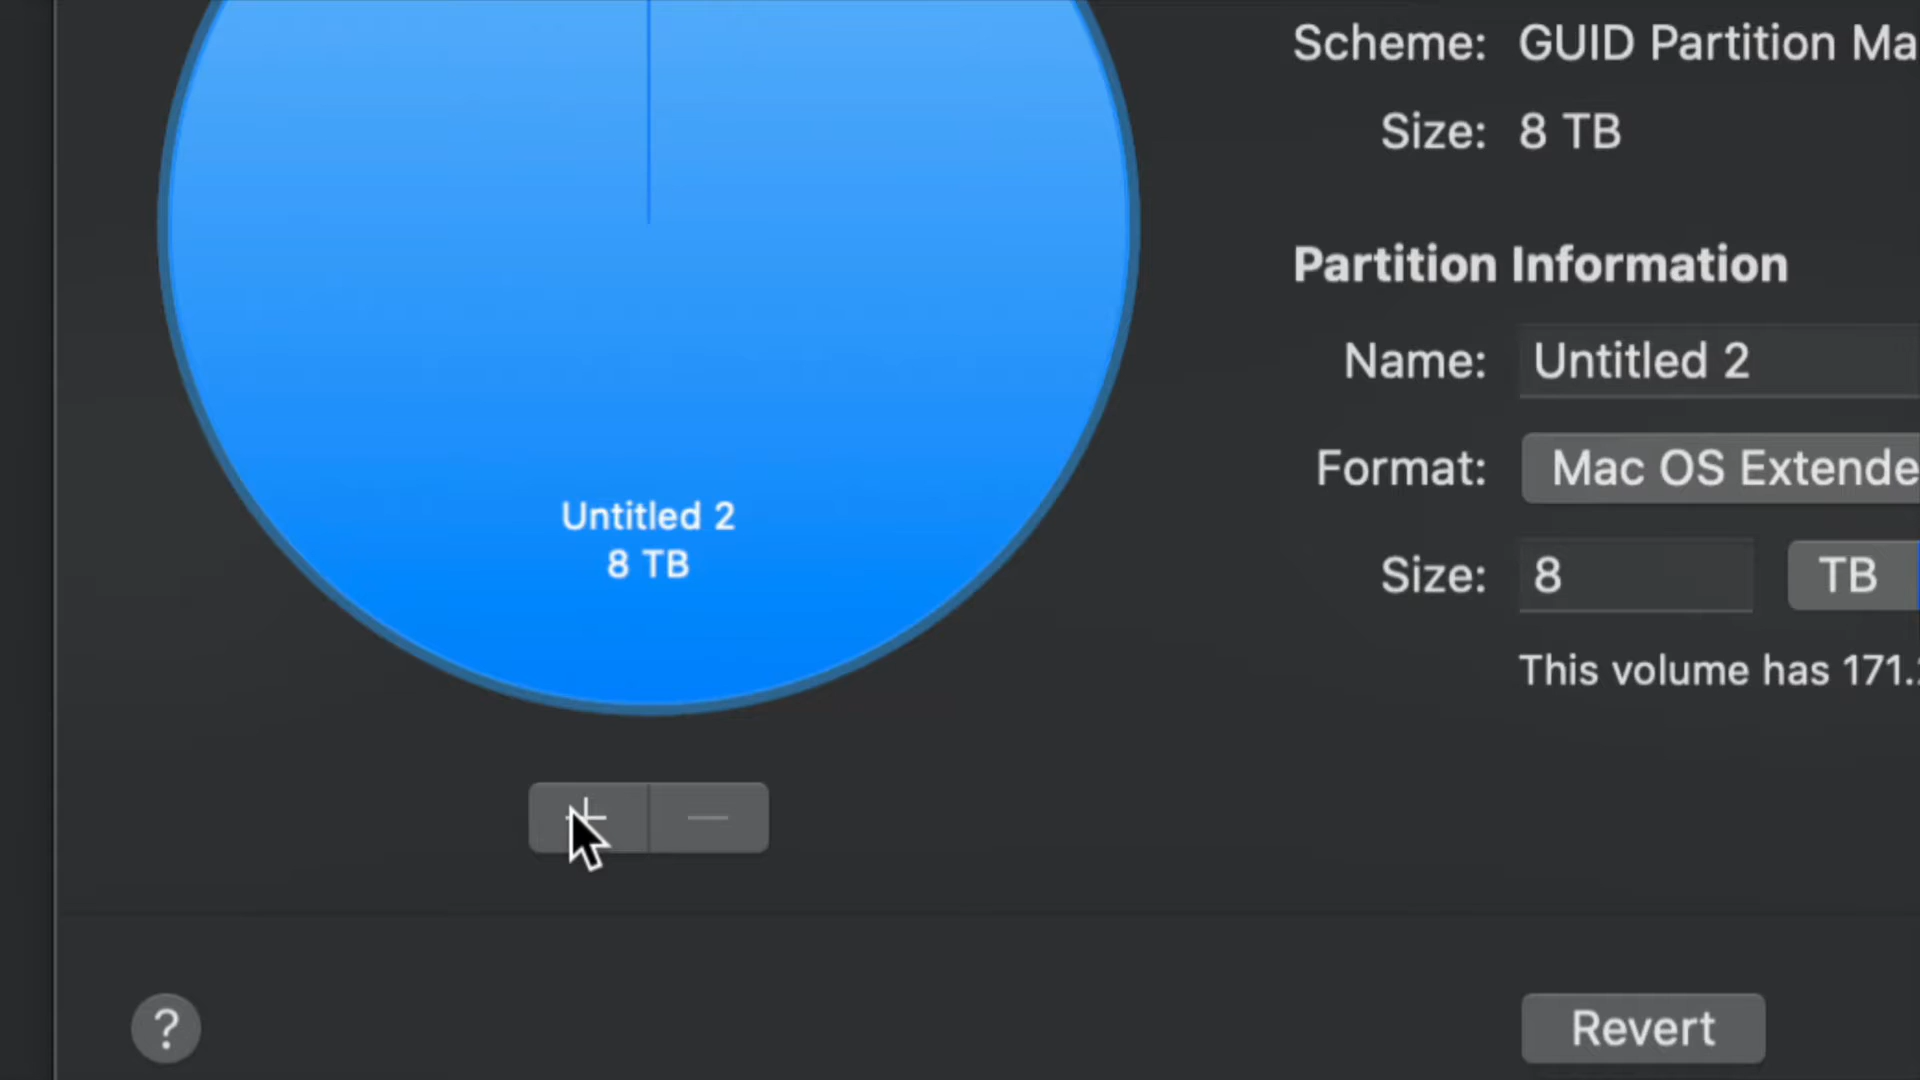 Scheme: GUID Partition Ma
Size: 8 TB
Partition Information
Name: Untitled 2
Format: Mac OS Extende
Untitled 2
8 TB
Size: 8 TB
This volume has 171.
?
Revert